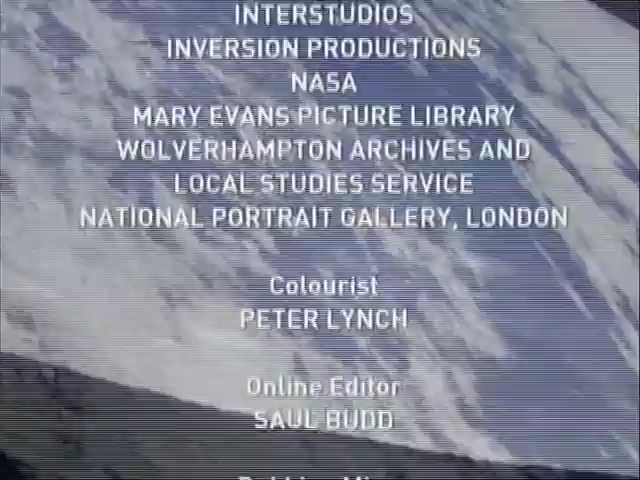 INTERSTUDIOS
INVERSION PRODUCTIONS
NASA
MARY EVANS PICTURE LIBRARY
WOLVERHAMPTON ARCHIVES AND
LOCAL STUDIES SERVICE
NATIONAL PORTRAIT GALLERY, LONDON
Colourist
PETER LYNCH
Online Editor
SAUL BUDD